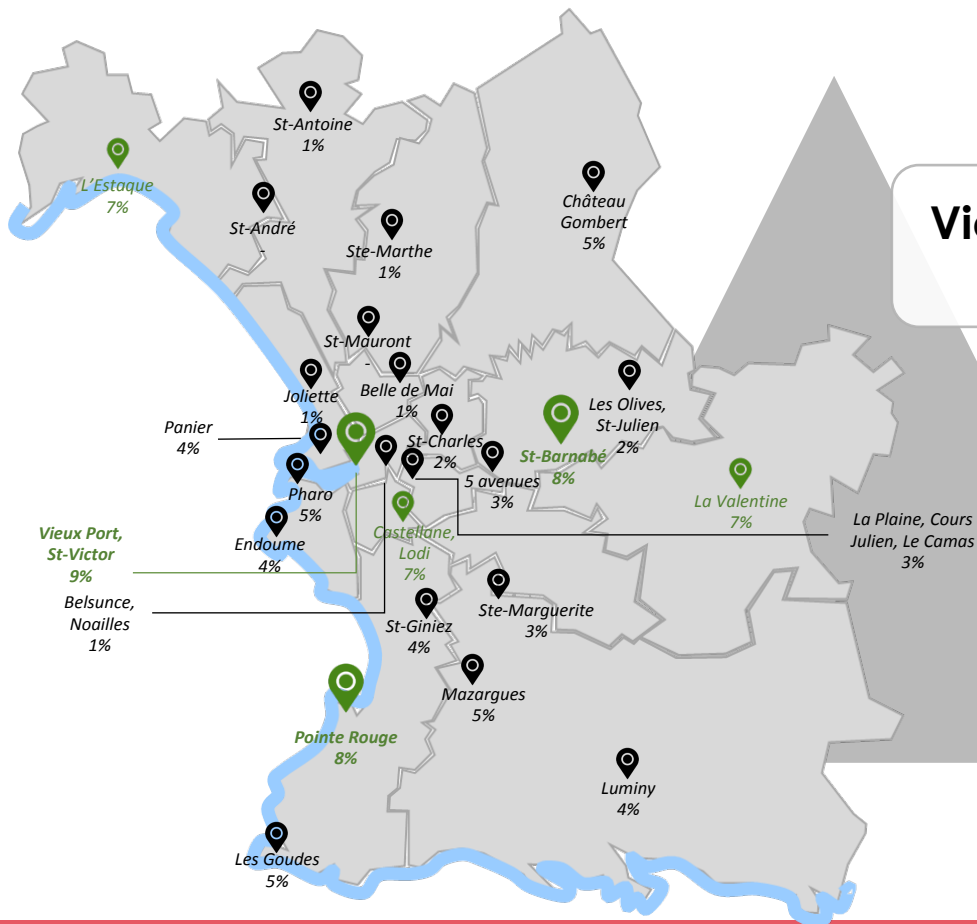 St-Antoine
1%
L'Estaque
7%
St-André
-
Château
Gombert
5%
Vie
Ste-Marthe
1%
St-Mauront
-
Joliette
1%
Belle de Mai
1%
Les Olives,
St-Julien
2%
Panier
4%
St-Charles
2%
St-Barnabé
8%
5 avenues
3%
Pharo
5%
La Valentine
7%
Vieux Port,
St-Victor
9%
Endoume
4%
Castellane,
Lodi
7%
La Plaine, Cours
Julien, Le Camas
3%
Belsunce,
Noailles
1%
St-Giniez
4%
Ste-Marguerite
3%
Mazargues
5%
Pointe Rouge
8%
Luminy
4%
Les Goudes
5%